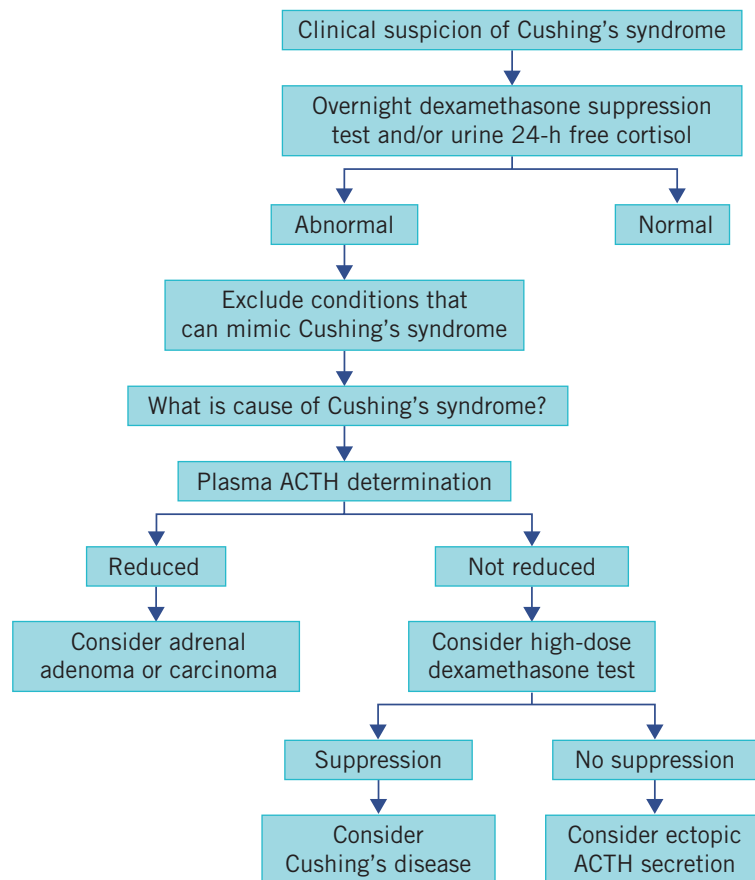 Clinical suspicion of Cushing’s syndrome
Overnight dexamethasone suppression
test and/or urine 24-h free cortisol
Abnormal
Normal
Exclude conditions that
can mimic Cushing’s syndrome
What is cause of Cushing’s syndrome?
Plasma ACTH determination
Reduced
Not reduced
Consider adrenal
adenoma or carcinoma
Consider high-dose
dexamethasone test
Suppression
No suppression
Consider
Cushing’s disease
Consider ectopic
ACTH secretion